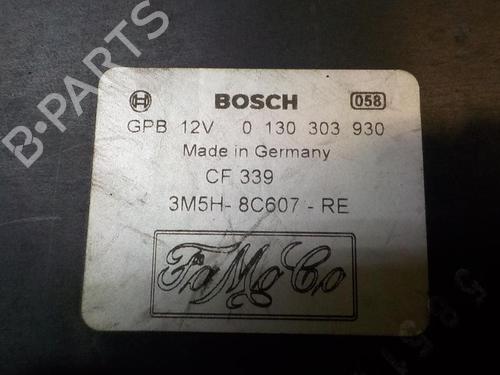 B-PARTS
BOSCH 058
GPB 12V 0 130 303 930
Made in Germany
CF 339
3M5H- 8C607 - RE
FoMoCo